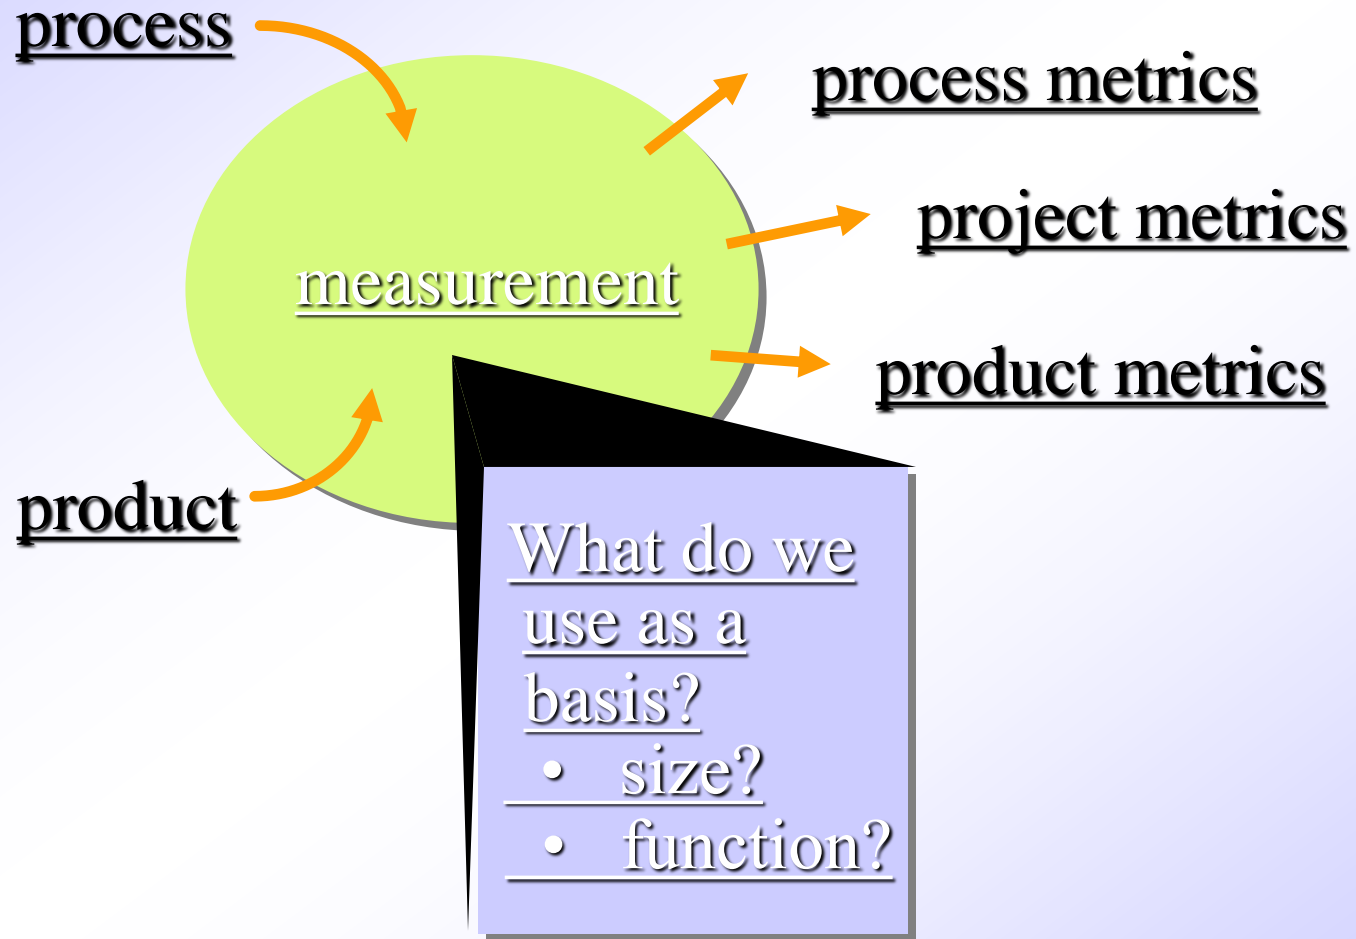 process
process metrics
project metrics
measurement
product metrics
product
What do we
use as a
basis?
• size?
• function?